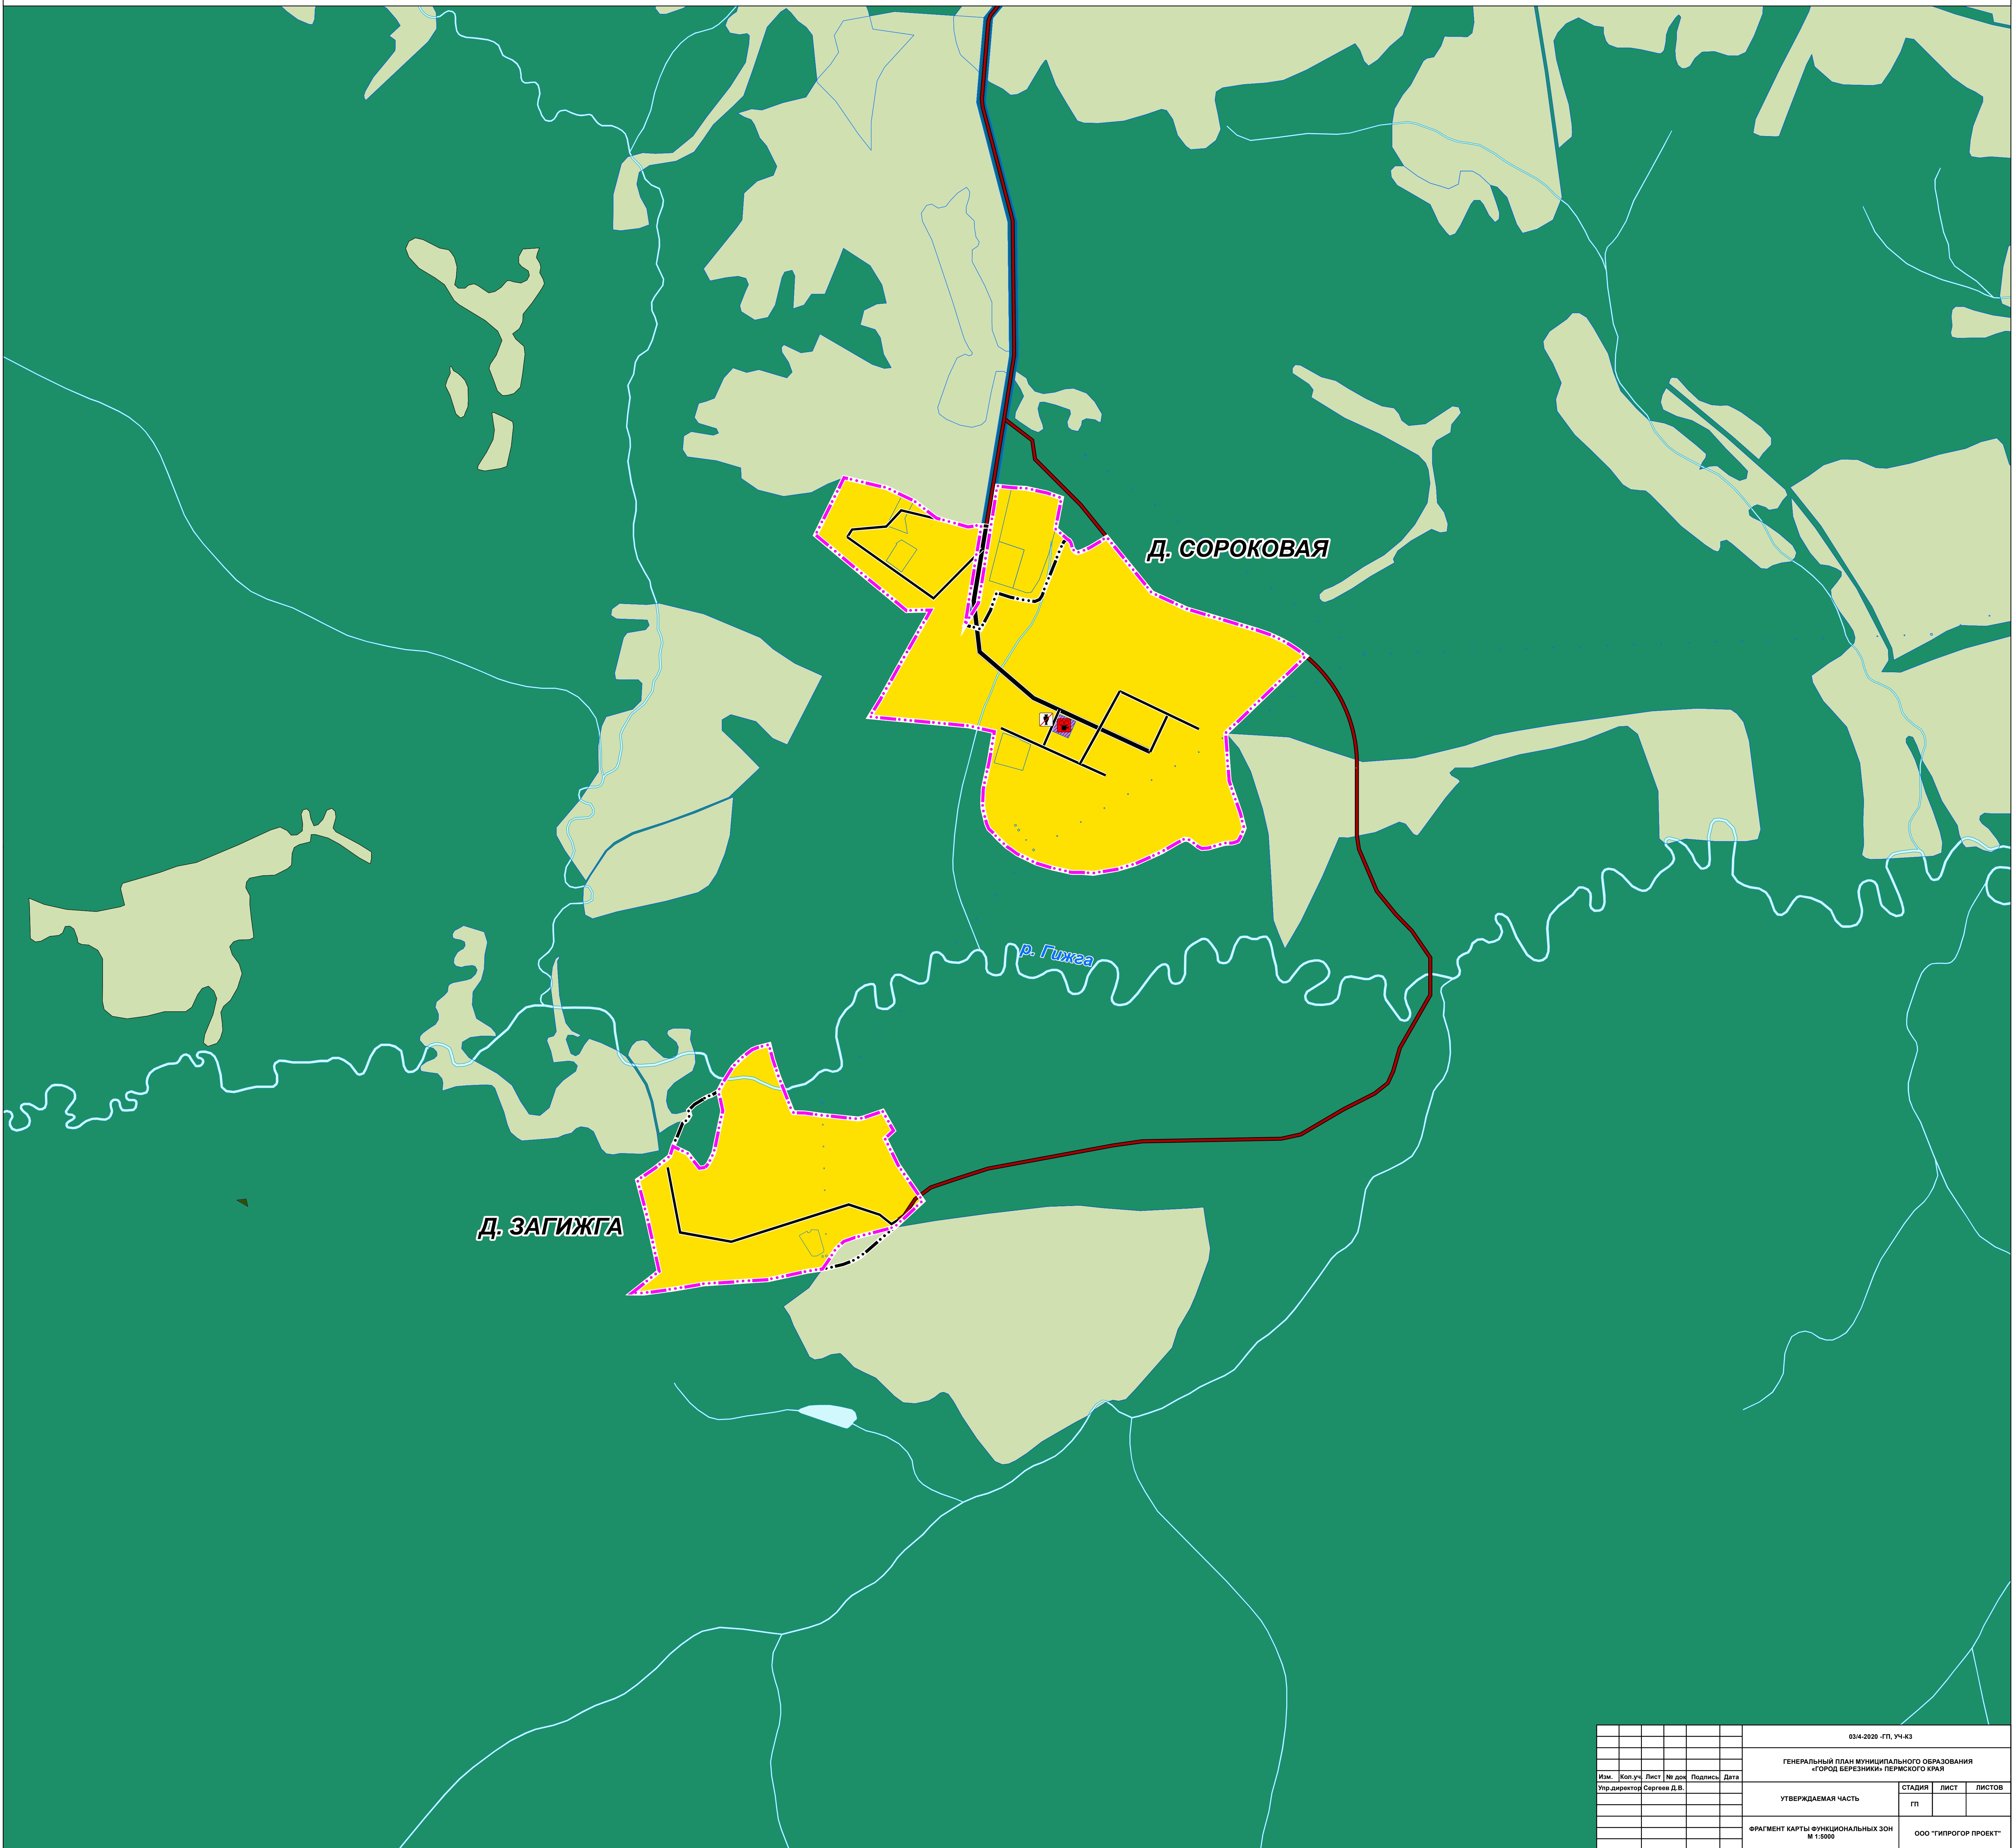 Д. СОРОКОВАЯ
р. Гижга
Д. ЗАГИЖГА
03/4-2020 -ГП, УЧ-КЗ
ГЕНЕРАЛЬНЫЙ ПЛАН МУНИЦИПАЛЬНОГО ОБРАЗОВАНИЯ
«ГОРОД БЕРЕЗНИКИ» ПЕРМСКОГО КРАЯ
Изм. Кол.уч Лист № док Подпись Дата
Упр.директор Сергеев Д.В.
УТВЕРЖДАЕМАЯ ЧАСТЬ
СТАДИЯ ЛИСТ ЛИСТОВ
ГП
ФРАГМЕНТ КАРТЫ ФУНКЦИОНАЛЬНЫХ ЗОН
М 1:5000
ООО "ГИПРОГОР ПРОЕКТ"